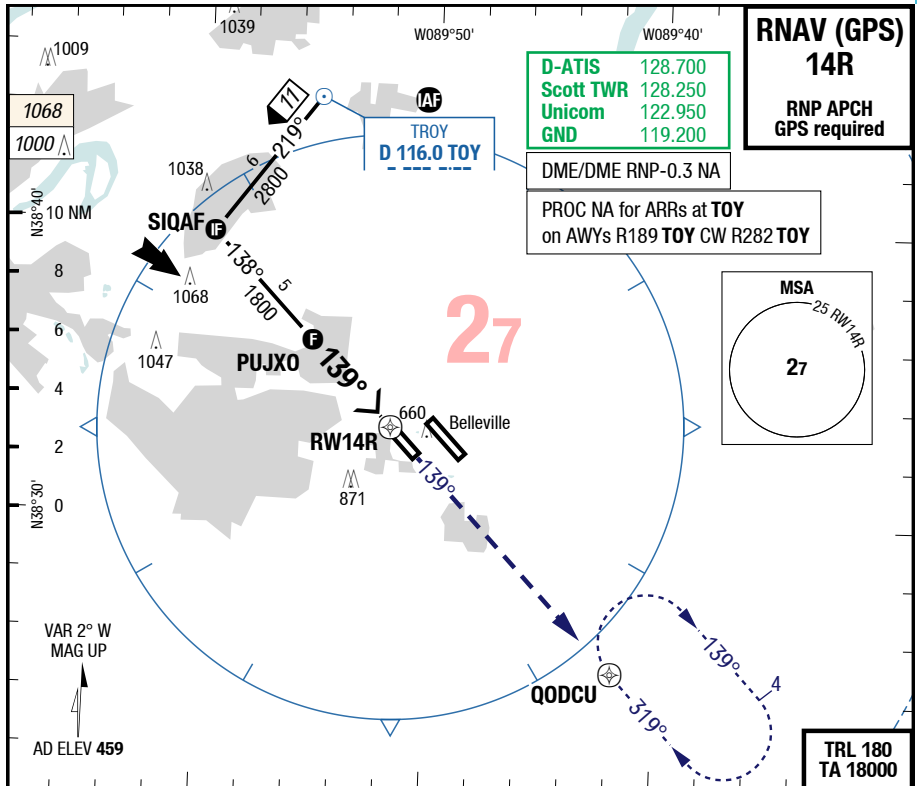 1039
W089°50'
W089°40'
RNAV (GPS)
14R
RNP APCH
GPS required
1009
1068
1000
11
IAF
D-ATIS 128.700
Scott TWR 128.250
Unicom 122.950
GND 119.200
TROY
D 116.0 TOY
219°
6
2800
DME/DME RNP-0.3 NA
PROC NA for ARRs at TOY
on AWYs R189 TOY CW R282 TOY
1038
N38°40'
10 NM
SIQAF
IF
138°
5
1800
8
1068
MSA
25 RW14R
27
27
6
1047
F
PUJXO
139°
4
660
Belleville
RW14R
2
139°
871
N38°30'
0
VAR 2° W
MAG UP
139°
4
QODCU
319°
AD ELEV 459
TRL 180
TA 18000